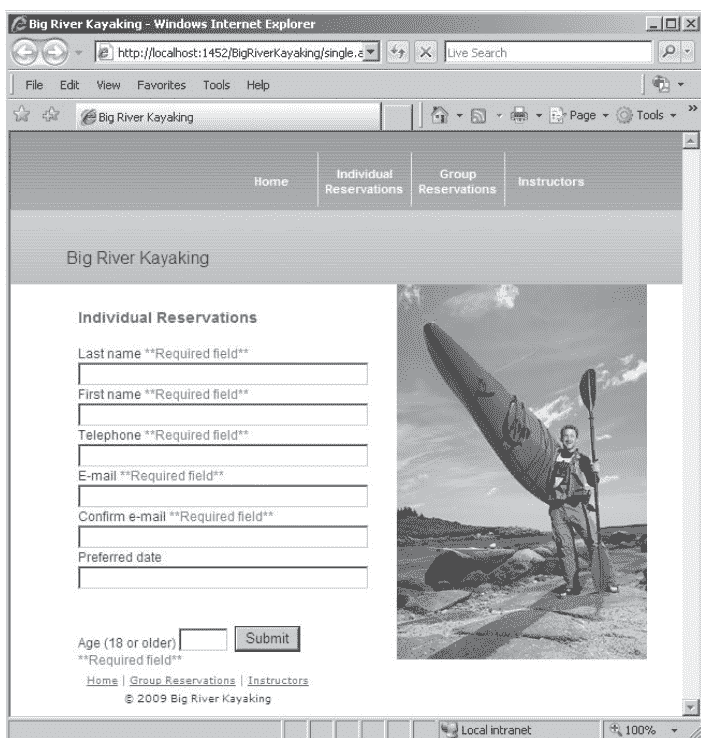 Big River Kayaking - Windows Internet Explorer
http://localhost:1452/BigRiverKayaking/single.a
Live Search
File Edit View Favorites Tools Help
Big River Kayaking
Page Tools
Home
Individual Reservations
Group Reservations
Instructors
Big River Kayaking
Individual Reservations
Last name **Required field**
First name **Required field**
Telephone **Required field**
E-mail **Required field**
Confirm e-mail **Required field**
Preferred date
Age (18 or older) Submit
**Required field**
Home | Group Reservations | Instructors
© 2009 Big River Kayaking
Local intranet 100%